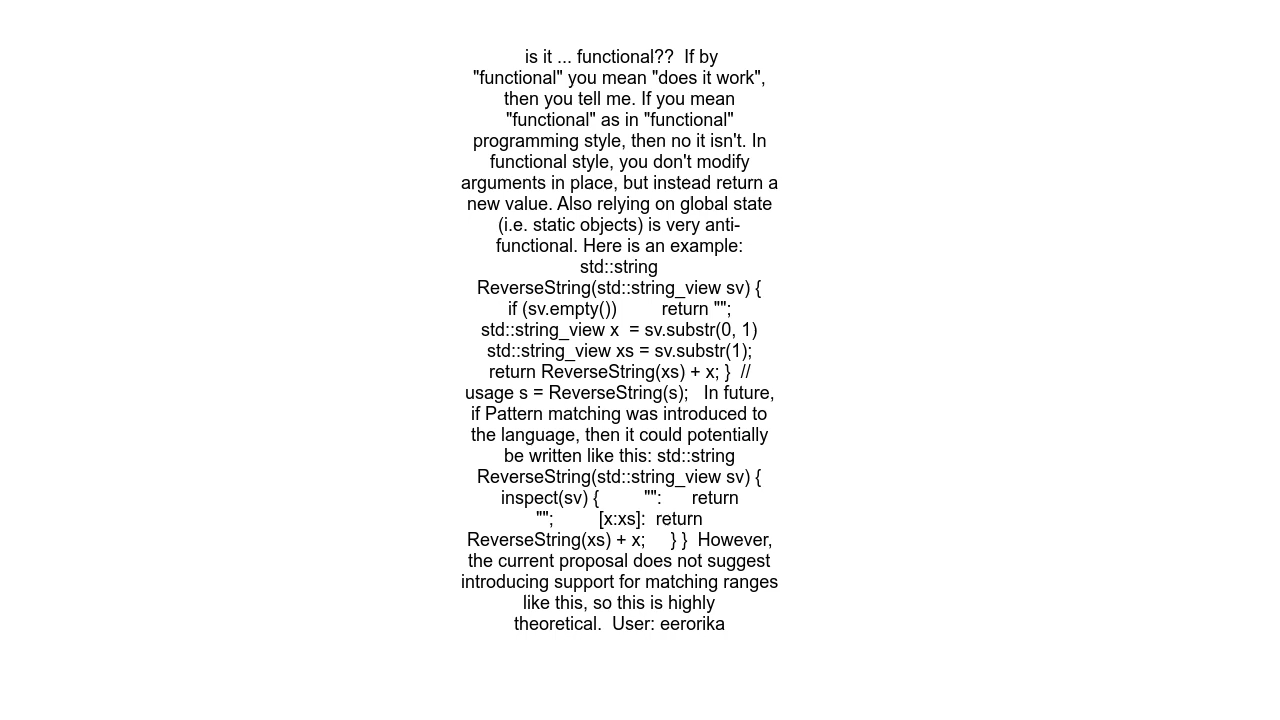 is it ... functional??  If by
"functional" you mean "does it work",
then you tell me. If you mean
"functional" as in "functional"
programming style, then no it isn't. In
functional style, you don't modify
arguments in place, but instead return a
new value. Also relying on global state
(i.e. static objects) is very anti-
functional. Here is an example:
std::string
ReverseString(std::string_view sv) {
if (sv.empty())         return "";
std::string_view x  = sv.substr(0, 1)
std::string_view xs = sv.substr(1);
return ReverseString(xs) + x; }  //
usage s = ReverseString(s);   In future,
if Pattern matching was introduced to
the language, then it could potentially
be written like this: std::string
ReverseString(std::string_view sv) {
inspect(sv) {         "":      return
"";         [x:xs]:  return
ReverseString(xs) + x;     } }  However,
the current proposal does not suggest
introducing support for matching ranges
like this, so this is highly
theoretical.  User: eerorika